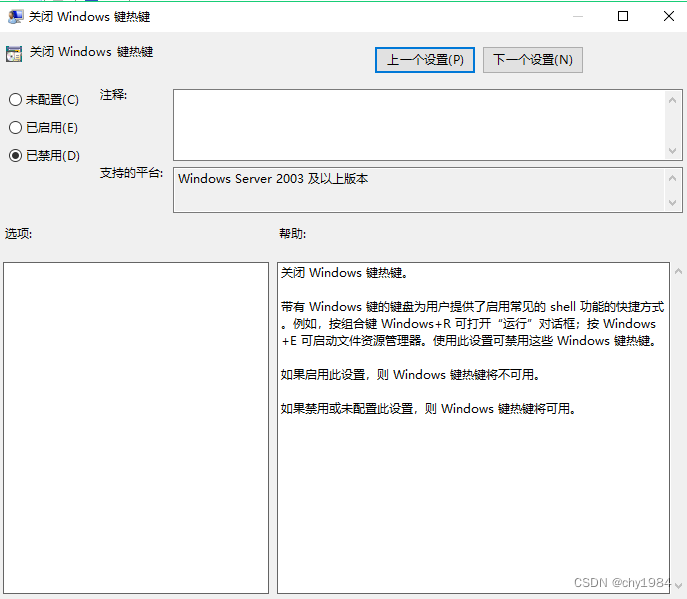 关闭 Windows 键热键
关闭 Windows 键热键
上一个设置(P)
下一个设置(N)
未配置(C)
已启用(E)
已禁用(D)
注释:
支持的平台:
Windows Server 2003 及以上版本
选项:
帮助:
关闭 Windows 键热键。
带有 Windows 键的键盘为用户提供了启用常见的 shell 功能的快捷方式
。例如，按组合键 Windows+R 可打开“运行”对话框；按 Windows
+E 可启动文件资源管理器。使用此设置可禁用这些 Windows 键热键。
如果启用此设置，则 Windows 键热键将不可用。
如果禁用或未配置此设置，则 Windows 键热键将可用。
CSDN @chy1984